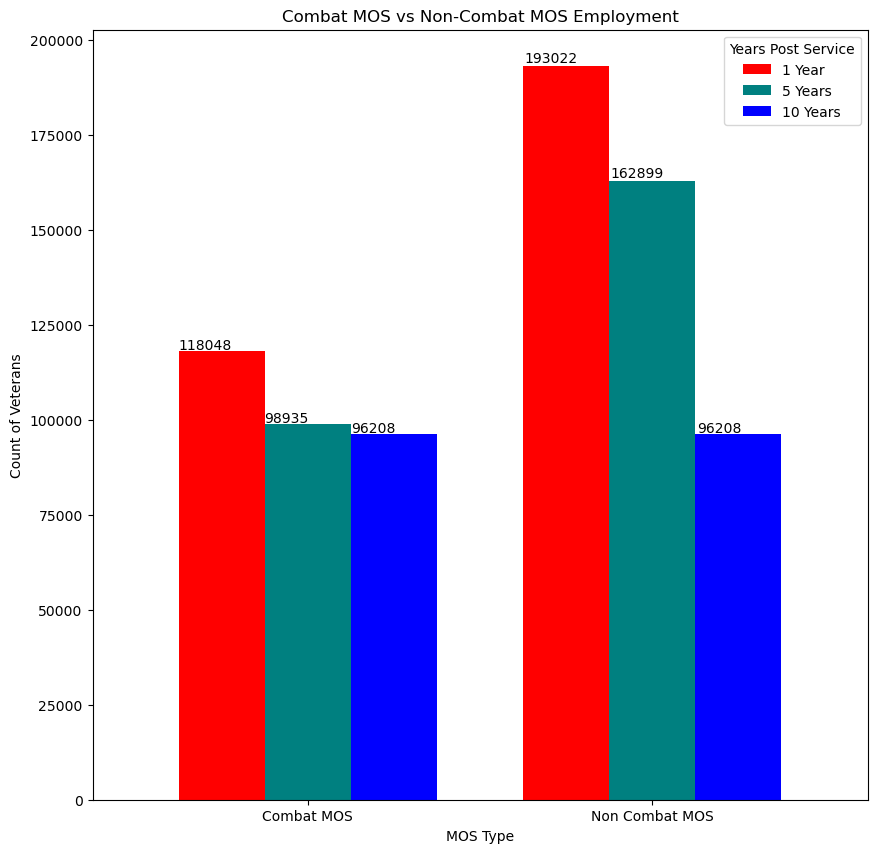 Combat MOS vs Non-Combat MOS Employment
Years Post Service
1 Year
5 Years
10 Years
200000
175000
150000
125000
100000
75000
50000
25000
0
Count of Veterans
118048
98935
96208
193022
162899
96208
Combat MOS
Non Combat MOS
MOS Type